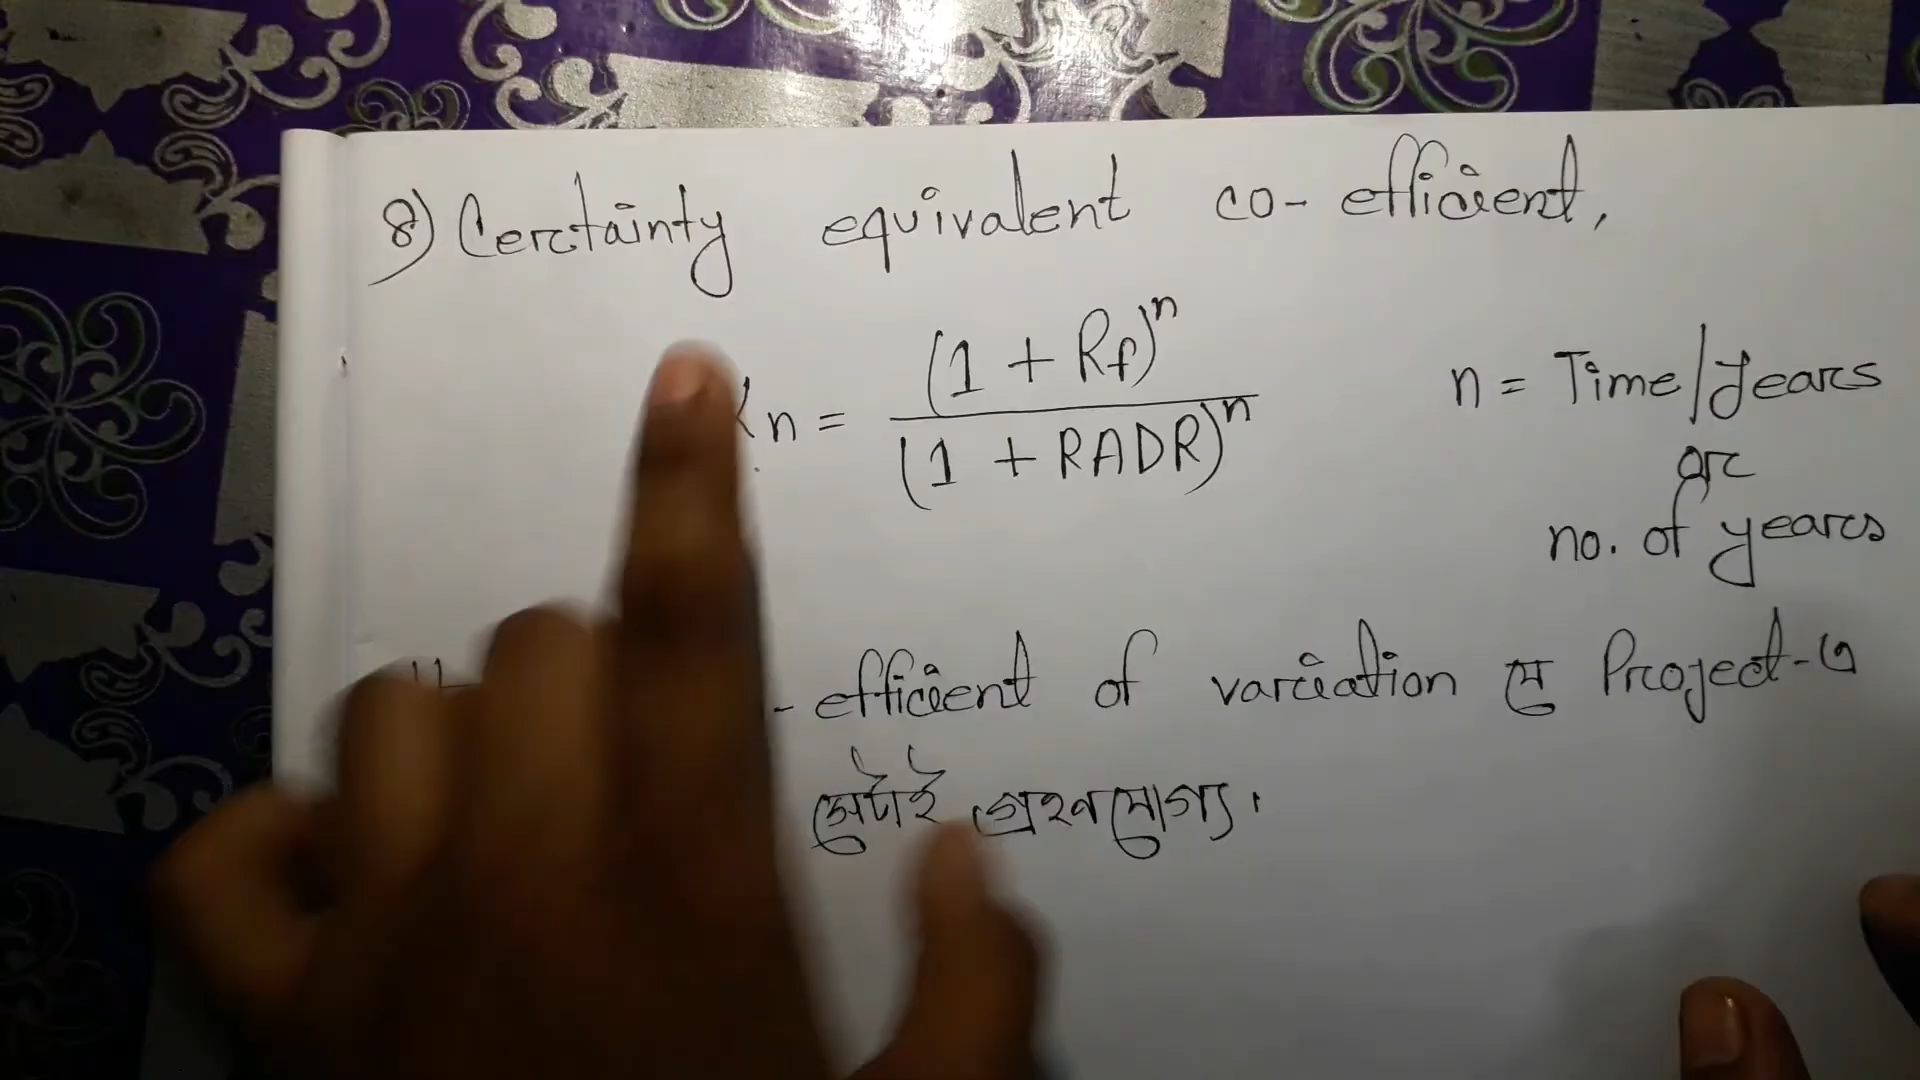 8) Certainty equivalent co-efficient,
n = (1 + Rf)^n / (1 + RADR)^n
n = Time/years
or
no. of years
-efficient of variation যে Project-এ
সেটাই গ্রহনযোগ্য।